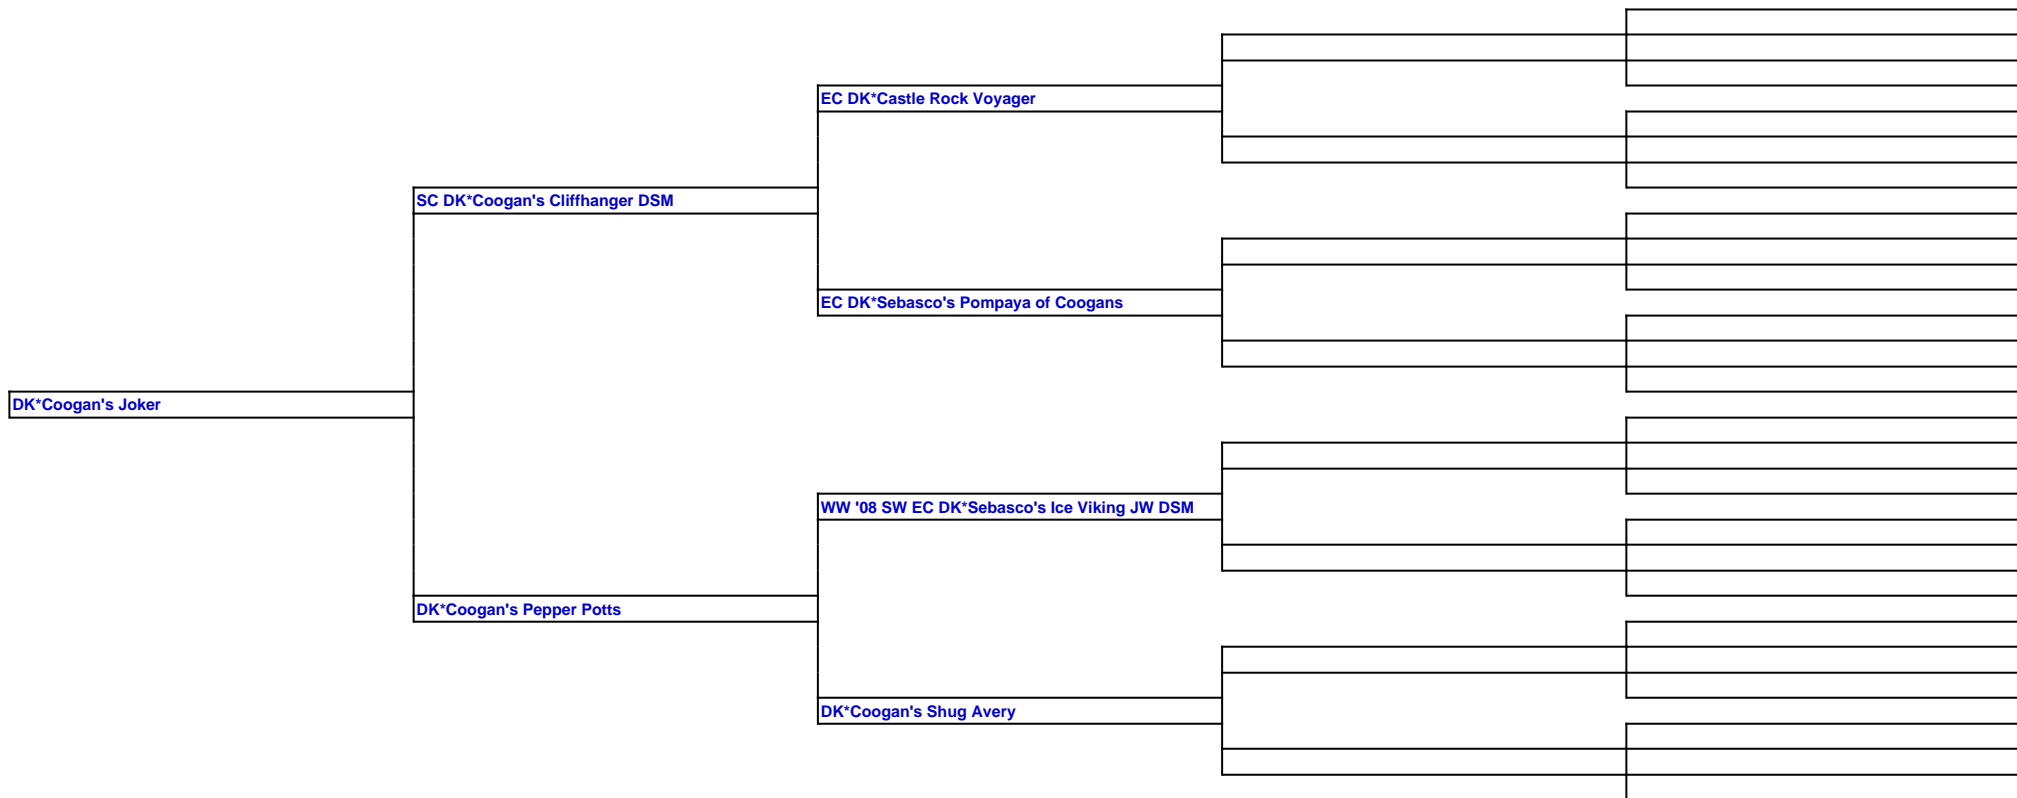 EC DK*Castle Rock Voyager
SC DK*Coogan's Cliffhanger DSM
EC DK*Sebasco's Pompaya of Coogans
DK*Coogan's Joker
WW '08 SW EC DK*Sebasco's Ice Viking JW DSM
DK*Coogan's Pepper Potts
DK*Coogan's Shug Avery